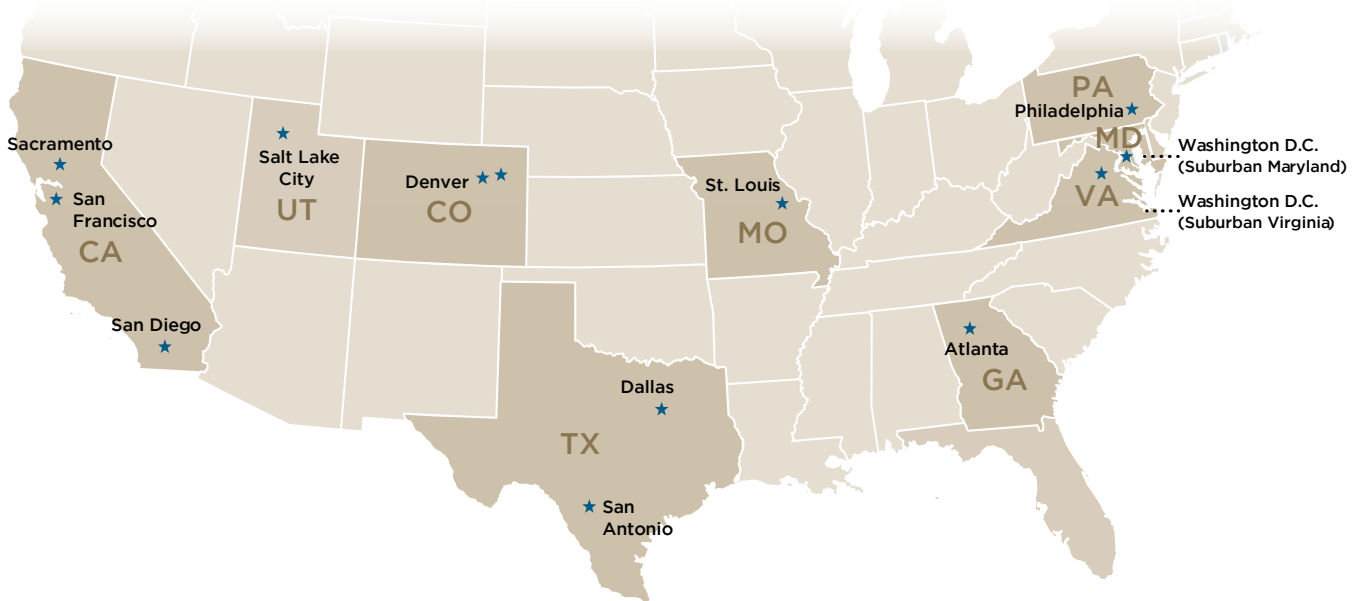 PA
Philadelphia
MD
Washington D.C.
(Suburban Maryland)
Sacramento
Salt Lake
City
Denver
St. Louis
San
Francisco
UT
CO
MO
VA
Washington D.C.
(Suburban Virginia)
CA
San Diego
Atlanta
GA
Dallas
TX
San
Antonio